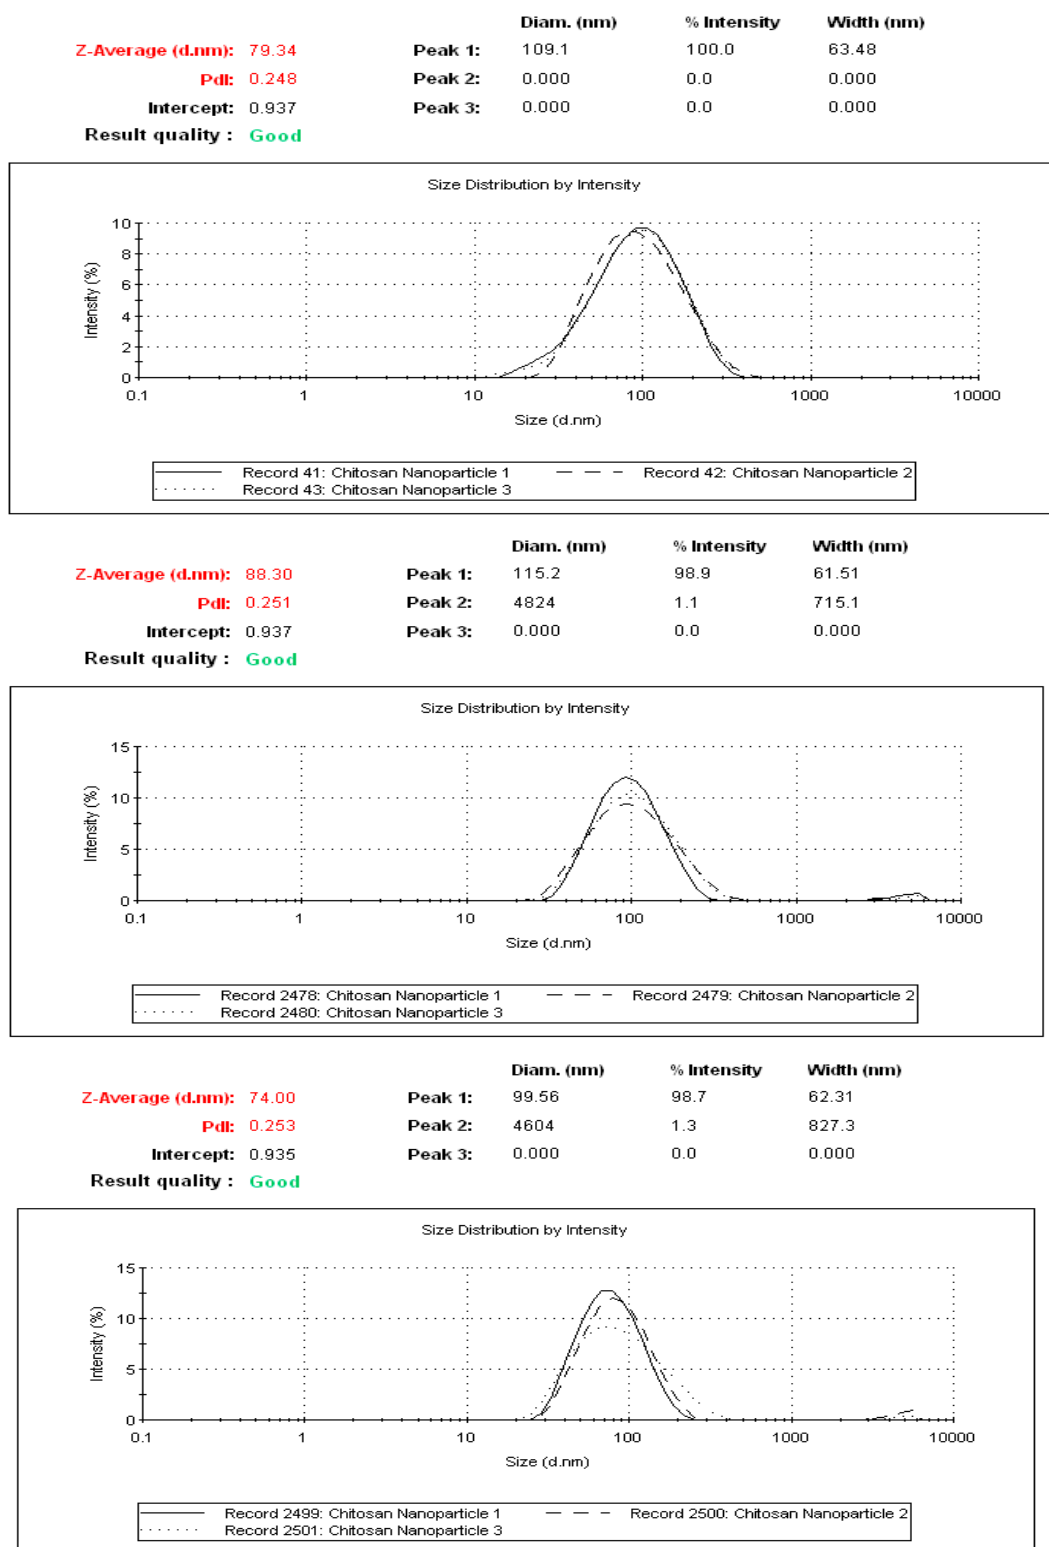 Diam. (nm) % Intensity Width (nm)
Z-Average (d.nm): 79.34 Peak 1: 109.1 100.0 63.48
PdI: 0.248 Peak 2: 0.000 0.0 0.000
Intercept: 0.937 Peak 3: 0.000 0.0 0.000
Result quality : Good
Size Distribution by Intensity
Intensity (%)
10
8
6
4
2
0
0.1 1 10 100 1000 10000
Size (d.nm)
Record 41: Chitosan Nanoparticle 1 Record 42: Chitosan Nanoparticle 2
Record 43: Chitosan Nanoparticle 3
Diam. (nm) % Intensity Width (nm)
Z-Average (d.nm): 88.30 Peak 1: 115.2 98.9 61.51
PdI: 0.251 Peak 2: 4824 1.1 715.1
Intercept: 0.937 Peak 3: 0.000 0.0 0.000
Result quality : Good
Size Distribution by Intensity
Intensity (%)
15
10
5
0
0.1 1 10 100 1000 10000
Size (d.nm)
Record 2478: Chitosan Nanoparticle 1 Record 2479: Chitosan Nanoparticle 2
Record 2480: Chitosan Nanoparticle 3
Diam. (nm) % Intensity Width (nm)
Z-Average (d.nm): 74.00 Peak 1: 99.56 98.7 62.31
PdI: 0.253 Peak 2: 4604 1.3 827.3
Intercept: 0.935 Peak 3: 0.000 0.0 0.000
Result quality : Good
Size Distribution by Intensity
Intensity (%)
15
10
5
0
0.1 1 10 100 1000 10000
Size (d.nm)
Record 2499: Chitosan Nanoparticle 1 Record 2500: Chitosan Nanoparticle 2
Record 2501: Chitosan Nanoparticle 3